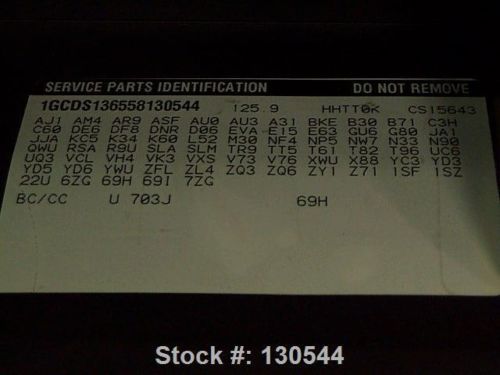 SERVICE PARTS IDENTIFICATION DO NOT REMOVE
1GCDS136558130544 125.9 HHTT0K CS15643
AJ1 AM4 AR9 ASF AU0 AU3 A31 BKE B30 B71 C3H
C60 DE6 DF8 DNR D06 EVA E15 E63 GU6 G80 JA1
JJA KC5 K34 K60 L52 M30 NF4 NP5 NW7 N33 N90
QWU RSA R9U SLA SLM TR9 TT5 T61 T82 T96 UC6
UQ3 VCL VH4 VK3 VXS V73 V76 XWU X88 YC3 YD3
YD5 YD6 YWU ZFL ZL4 ZQ3 ZQ6 ZY1 Z71 1SF 1SZ
22U 6ZG 69H 69I 7ZG
BC/CC U 703J 69H
Stock #: 130544